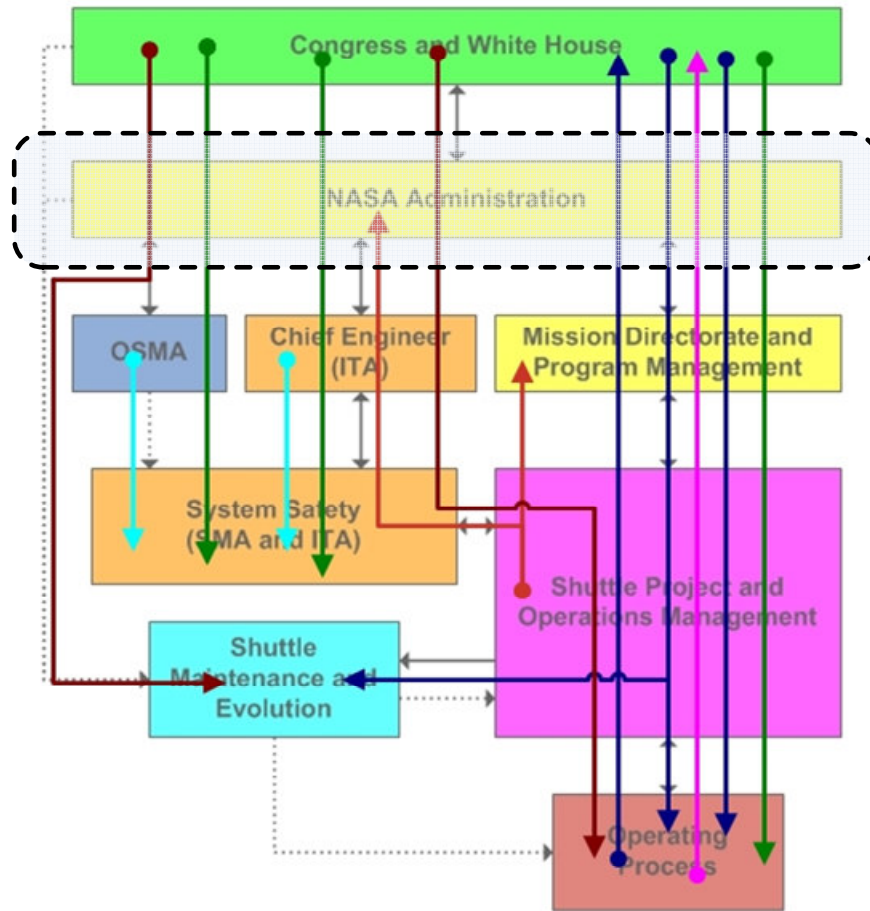 Congress and White House
NASA Administration
OSMA
Chief Engineer
(ITA)
Mission Directorate and
Program Management
System Safety
(SMA and ITA)
Shuttle Project and
Operations Management
Shuttle
Maintenance and
Evolution
Operating
Process